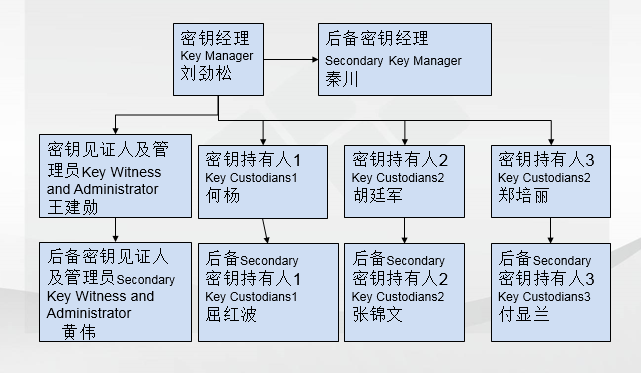 密钥经理
Key Manager
刘劲松
后备密钥经理
Secondary Key Manager
秦川
密钥见证人及管
理员Key Witness
and Administrator
王建勋
密钥持有人1
Key Custodians1
何杨
密钥持有人2
Key Custodians2
胡廷军
密钥持有人3
Key Custodians2
郑培丽
后备密钥见证人
及管理员Secondary
Key Witness and
Administrator
黄伟
后备Secondary
密钥持有人1
Key Custodians1
屈红波
后备Secondary
密钥持有人2
Key Custodians2
张锦文
后备Secondary
密钥持有人3
Key Custodians3
付显兰